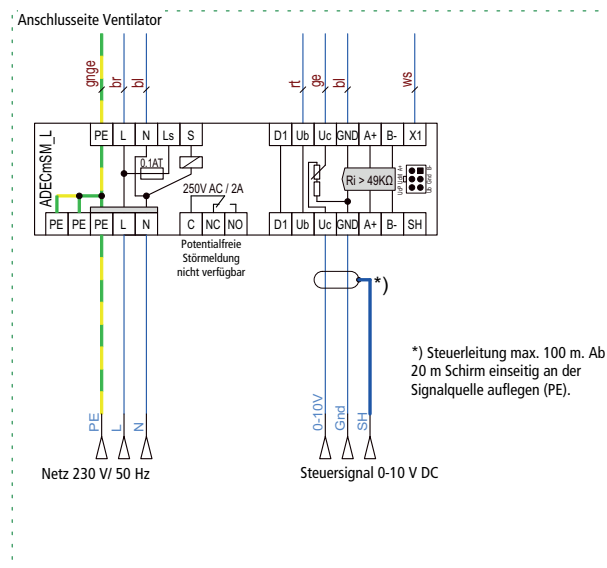 Anschlusseite Ventilator
gnge br bl rt ge bl ws
ADECmSM_L
PE L N Ls S D1 Ub Uc GND A+ B- X1
0.1AT
250V AC / 2A
Ri > 49KΩ
A+ B-
Ub Gnd
PE PE PE L N C NC NO D1 Ub Uc GND A+ B- SH
Potentialfreie
Störmeldung
nicht verfügbar
*)
*) Steuerleitung max. 100 m. Ab
20 m Schirm einseitig an der
Signalquelle auflegen (PE).
PE L N 0-10V Gnd SH
Netz 230 V/ 50 Hz
Steuersignal 0-10 V DC